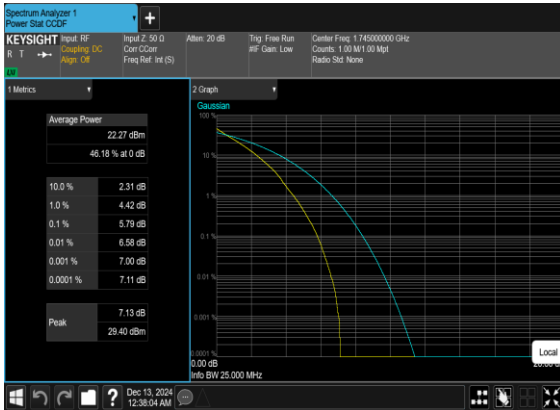 Spectrum Analyzer 1
Power Stat CCDF
KEYSIGHT
R T
LV
Input: RF
Coupling: DC
Align: Off
Input Z: 50 Ω
Corr CCorr
Freq Ref: Int (S)
Atten: 20 dB
Trig: Free Run
#IF Gain: Low
Center Freq: 1.745000000 GHz
Counts: 1.00 M/1.00 Mpt
Radio Std: None
1 Metrics
Average Power
22.27 dBm
46.18 % at 0 dB
10.0 % 2.31 dB
1.0 % 4.42 dB
0.1 % 5.79 dB
0.01 % 6.58 dB
0.001 % 7.00 dB
0.0001 % 7.11 dB
Peak
7.13 dB
29.40 dBm
2 Graph
Gaussian
100 %
10 %
1 %
0.1 %
0.01 %
0.001 %
0.0001 %
0.00 dB
Info BW 25.000 MHz
Local
?
Dec 13, 2024
12:38:04 AM